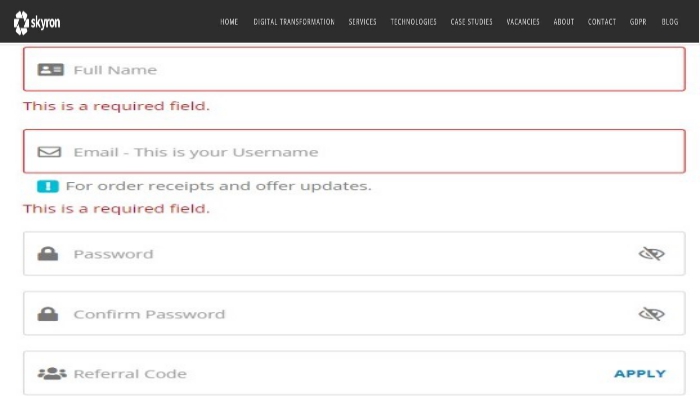 skyron HOME DIGITAL TRANSFORMATION SERVICES TECHNOLOGIES CASE STUDIES VACANCIES ABOUT CONTACT GDPR BLOG
Full Name
This is a required field.
Email - This is your Username
! For order receipts and offer updates.
This is a required field.
Password
Confirm Password
Referral Code APPLY